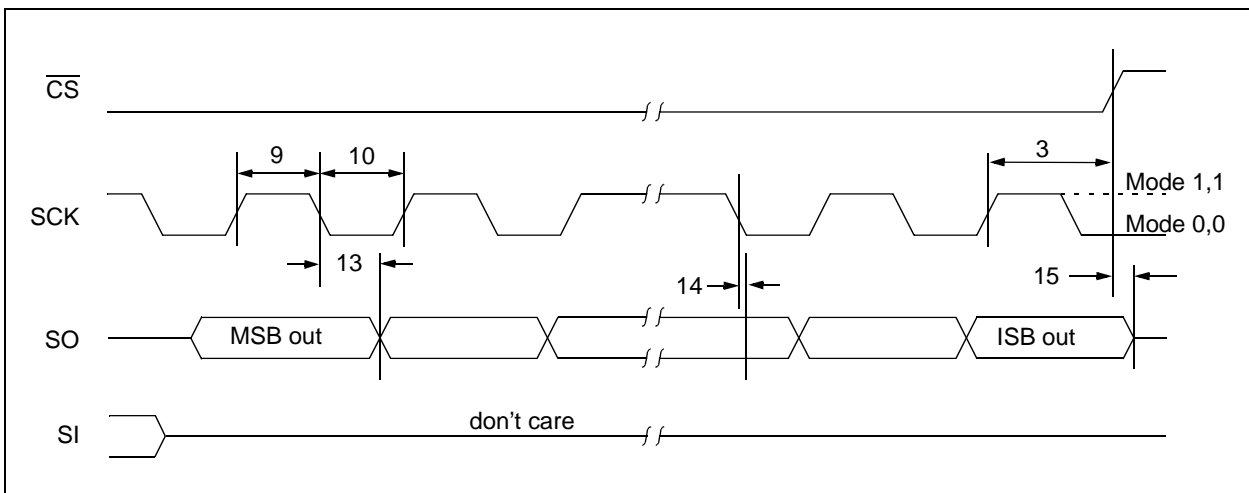 CS
9
10
3
SCK
Mode 1,1
Mode 0,0
13
14
15
SO
MSB out
ISB out
SI
don't care